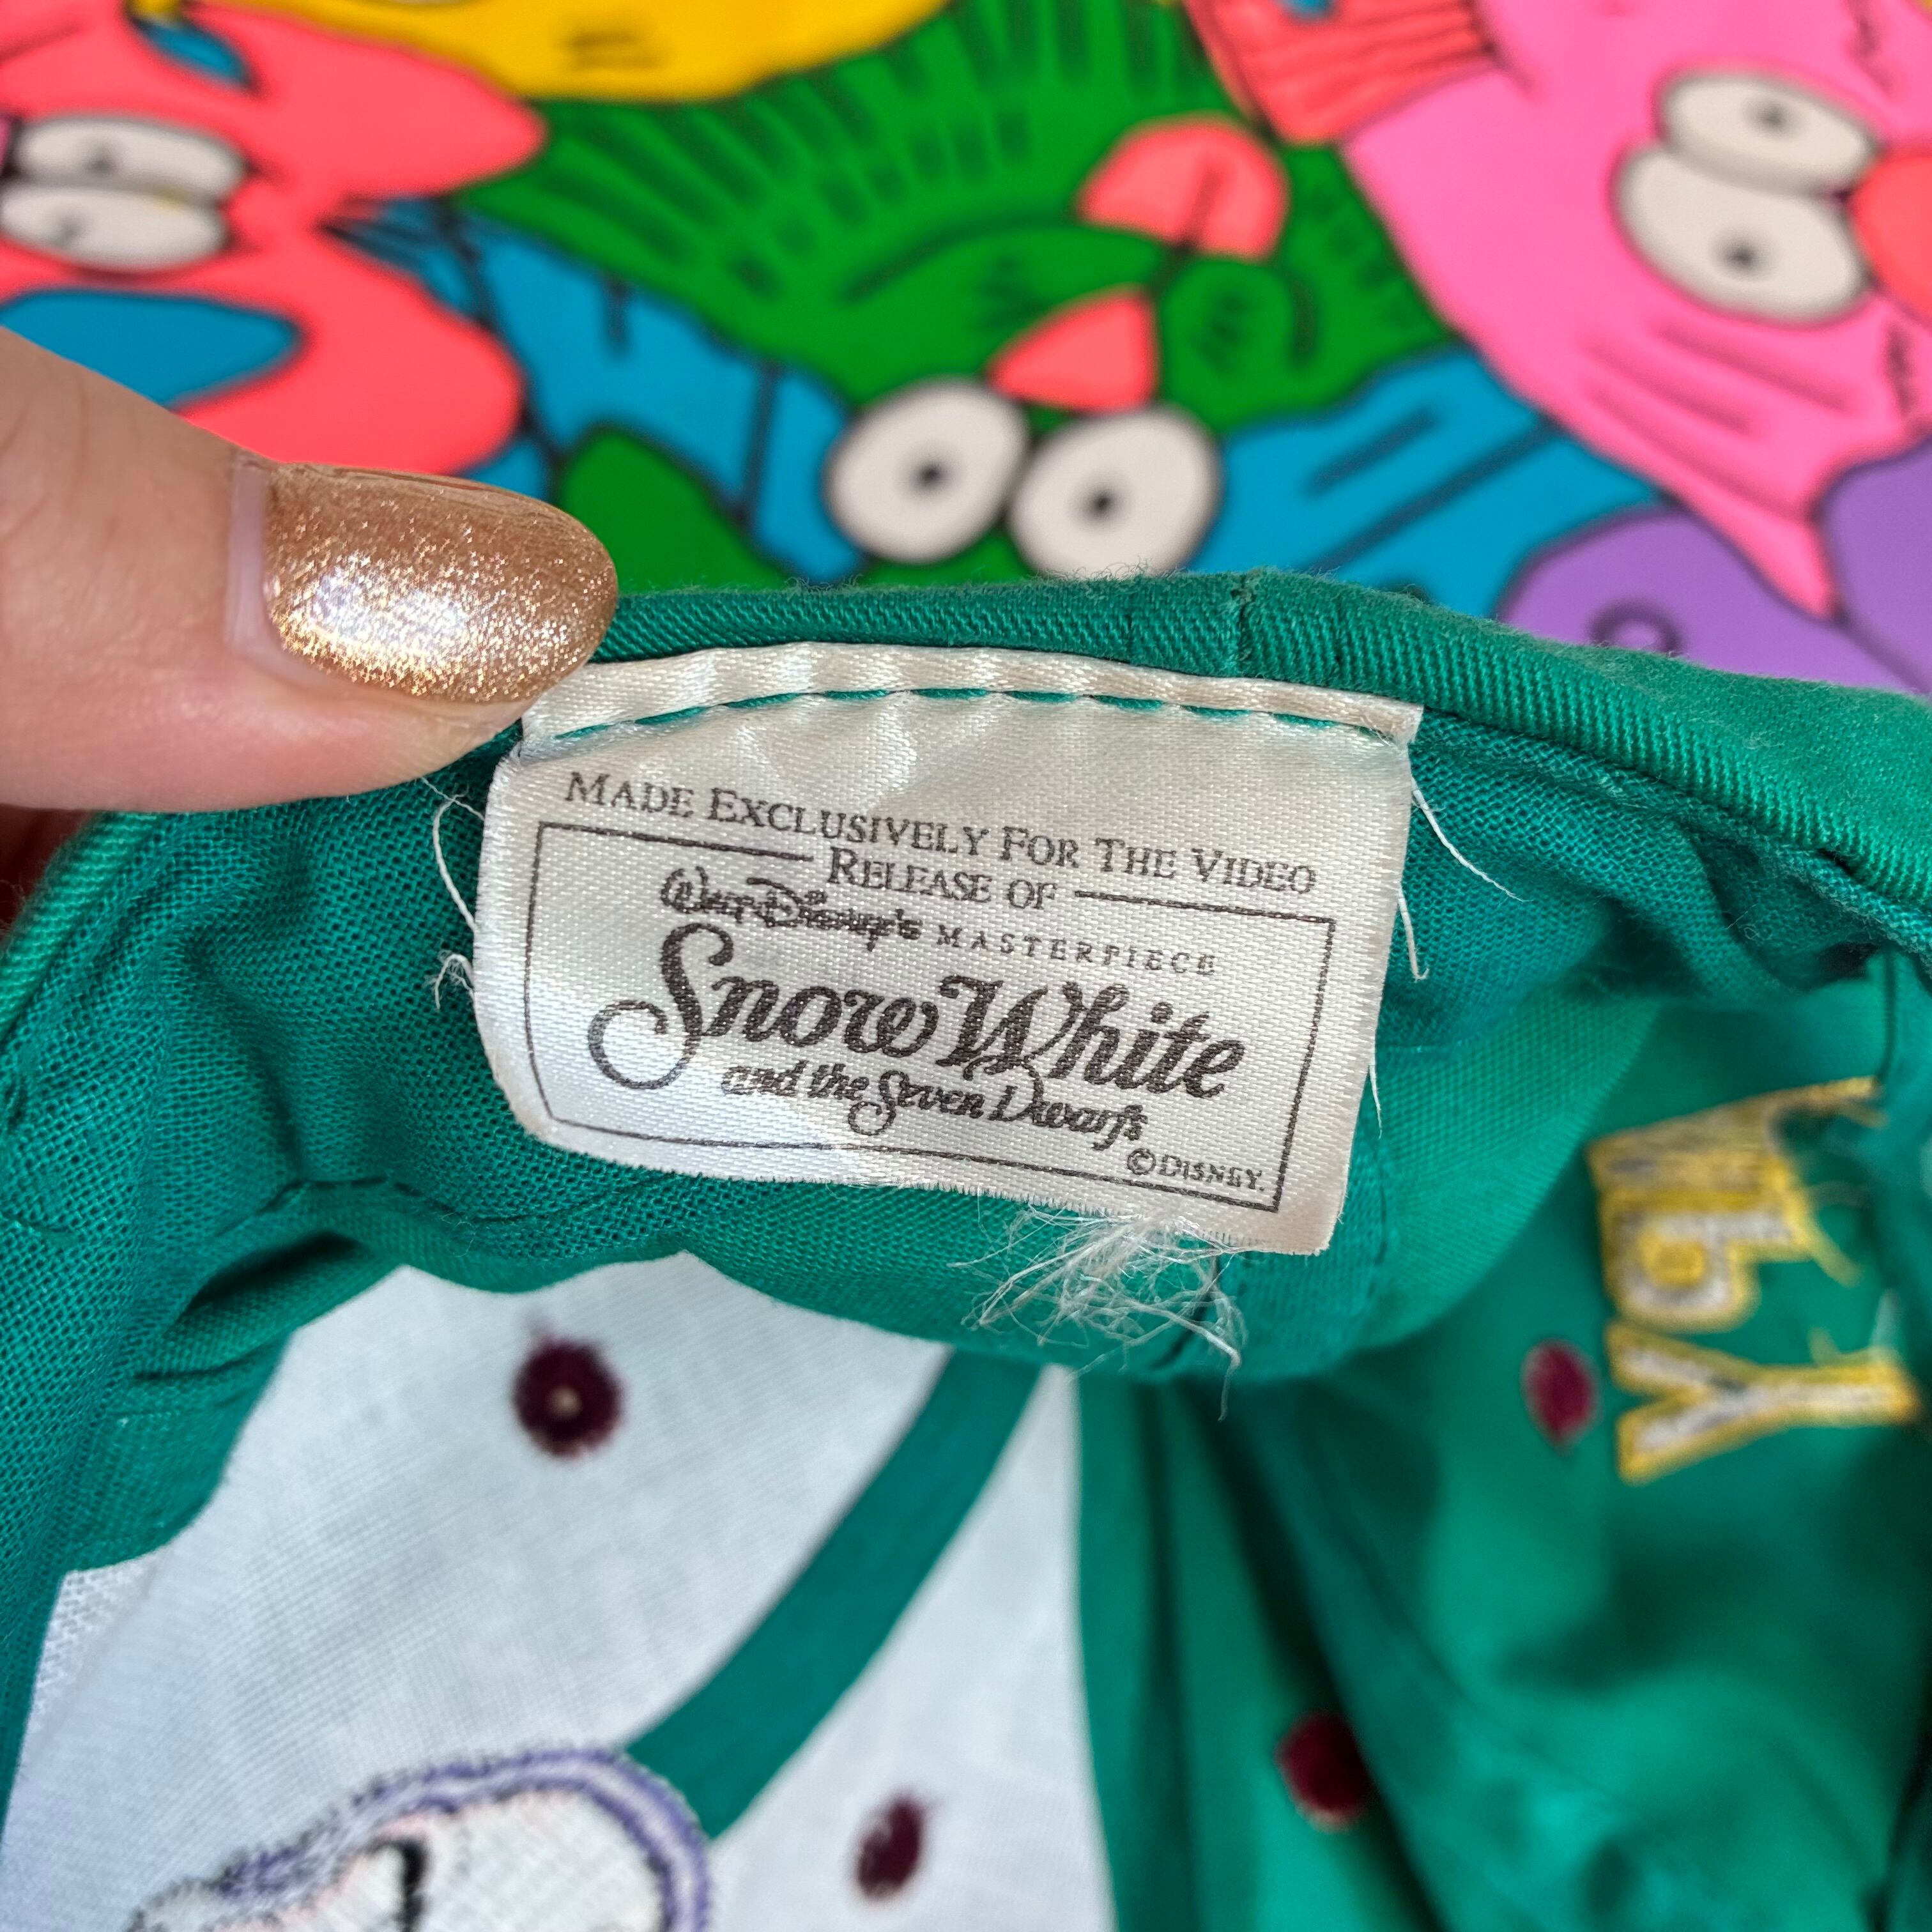 MADE EXCLUSIVELY FOR THE VIDEO
RELEASE OF
Walt Disney's MASTERPIECE
Snow White
and the Seven Dwarfs
©DISNEY.